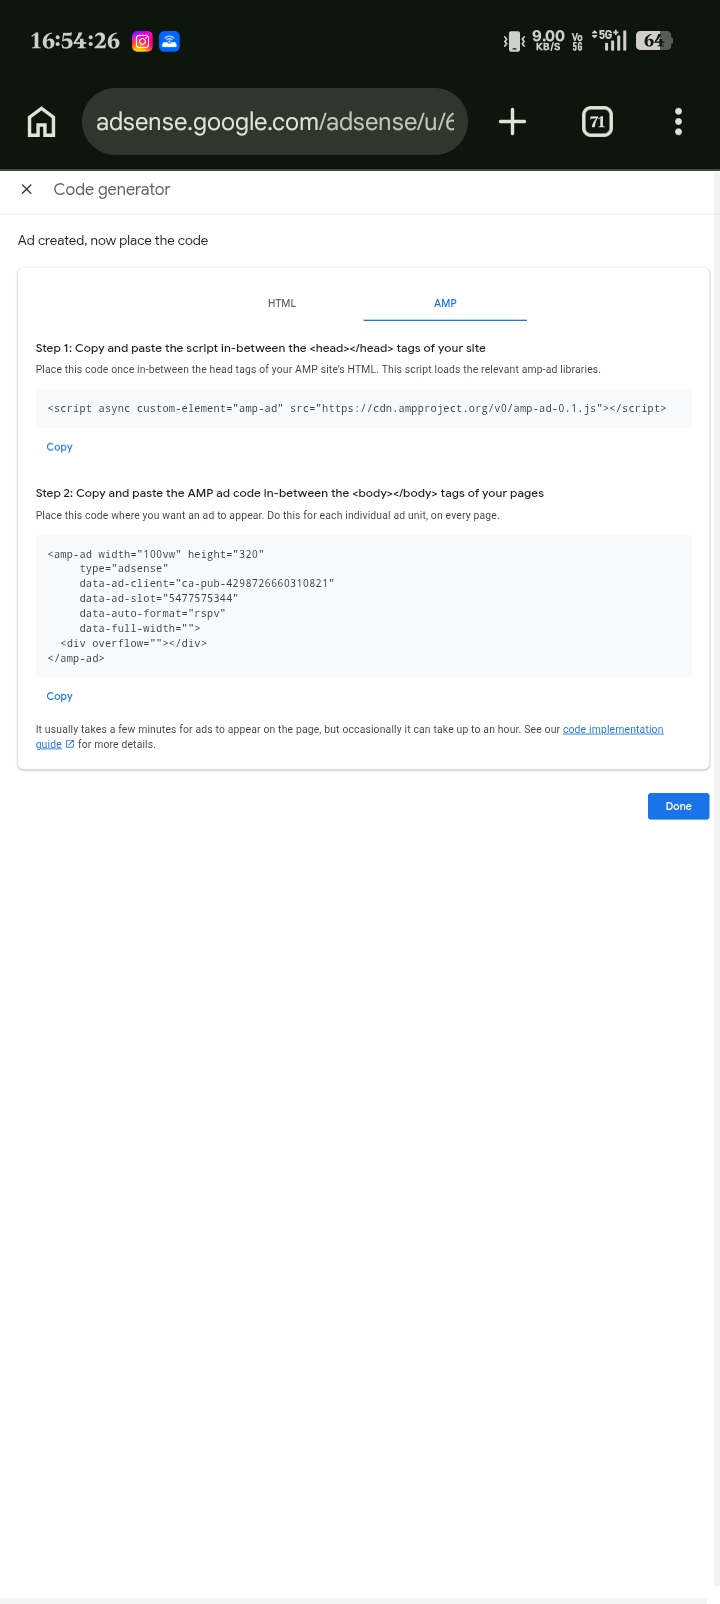 16:54:26
9.00 KB/S Vo 5G 5G+ 64
adsense.google.com/adsense/u/6
71
Code generator
Ad created, now place the code
HTML
AMP
Step 1: Copy and paste the script in-between the <head></head> tags of your site
Place this code once in-between the head tags of your AMP site's HTML. This script loads the relevant amp-ad libraries.
<script async custom-element="amp-ad" src="https://cdn.ampproject.org/v0/amp-ad-0.1.js"></script>
Copy
Step 2: Copy and paste the AMP ad code in-between the <body></body> tags of your pages
Place this code where you want an ad to appear. Do this for each individual ad unit, on every page.
<amp-ad width="100vw" height="320"
     type="adsense"
     data-ad-client="ca-pub-4298726660310821"
     data-ad-slot="5477575344"
     data-auto-format="rspv"
     data-full-width="">
  <div overflow=""></div>
</amp-ad>
Copy
It usually takes a few minutes for ads to appear on the page, but occasionally it can take up to an hour. See our code implementation
guide for more details.
Done